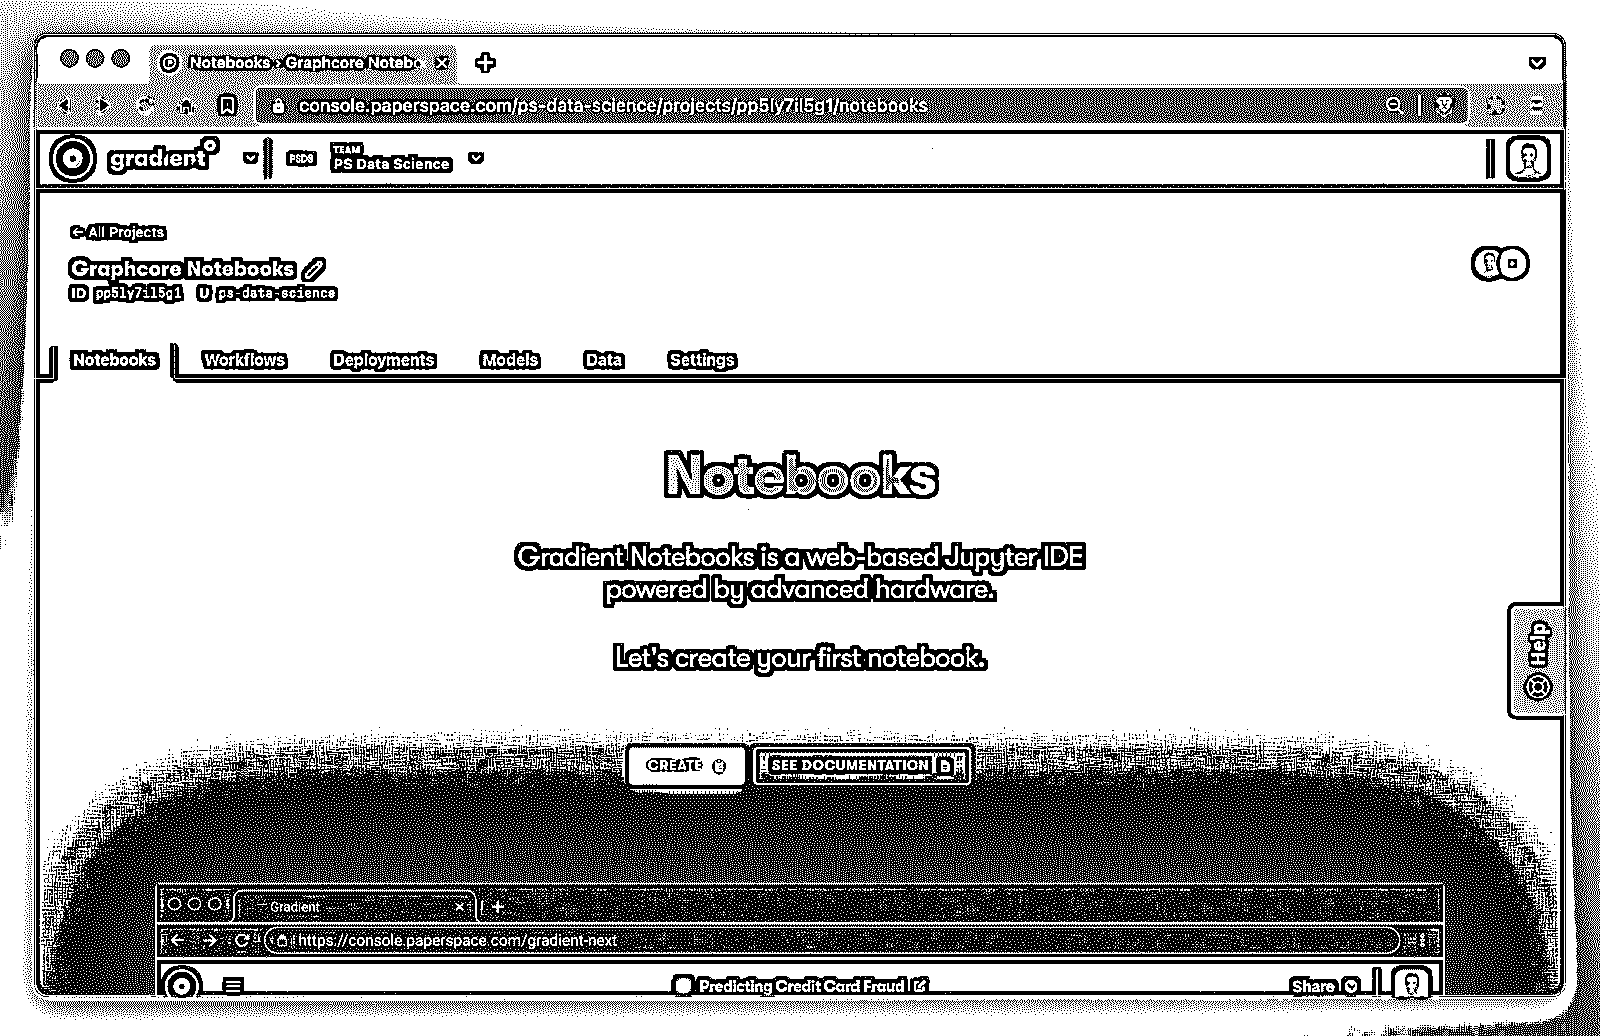 Notebooks › Graphcore Notebo
console.paperspace.com/ps-data-science/projects/pp5ly7il5g1/notebooks
gradient
PSDS
TEAM
PS Data Science
All Projects
Graphcore Notebooks
ID pp5ly7il5g1 U ps-data-science
Notebooks Workflows Deployments Models Data Settings
Notebooks
Gradient Notebooks is a web-based Jupyter IDE
powered by advanced hardware.
Let's create your first notebook.
Help
CREATE
SEE DOCUMENTATION
Gradient
https://console.paperspace.com/gradient-next
Predicting Credit Card Fraud
Share